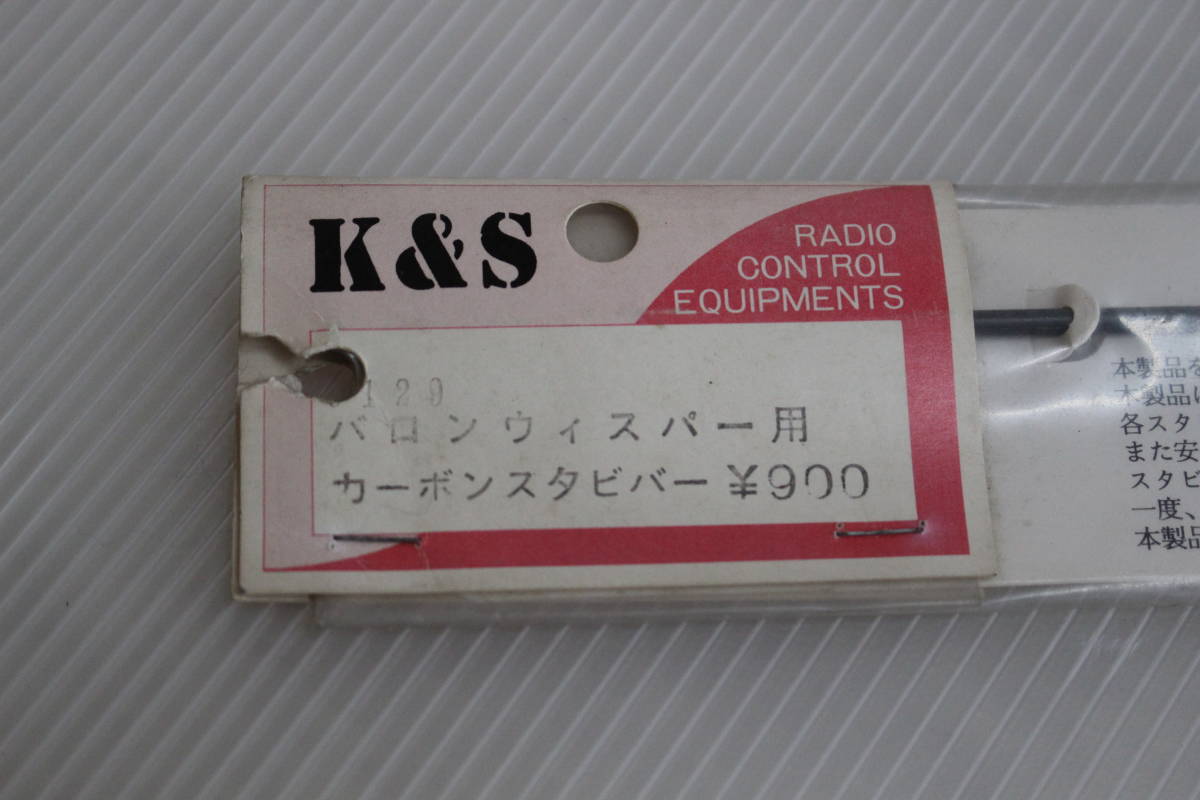 K&S
RADIO
CONTROL
EQUIPMENTS
129
バロンウィスパー用
カーボンスタビバー ¥900
本製品を
本製品に
各スタ
また安
スタビ
一度、
本製品